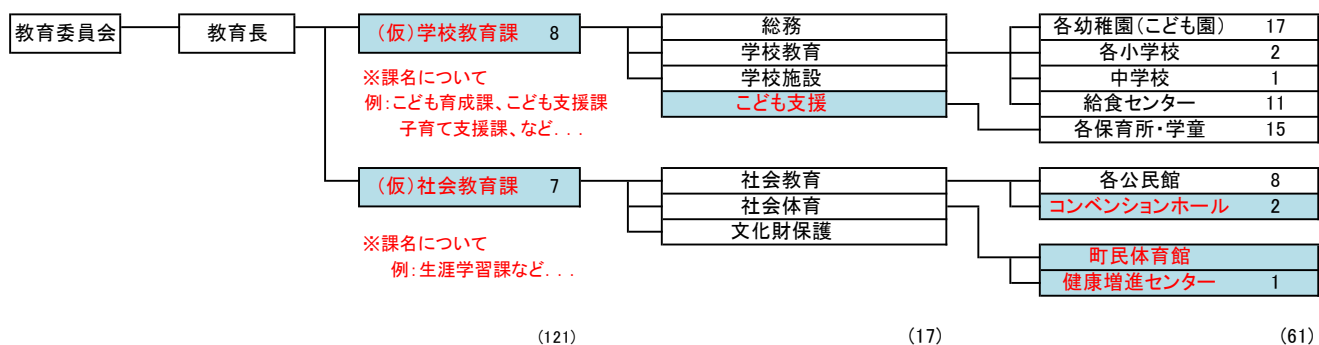 教育委員会
教育長
(仮)学校教育課 8
※課名について
例:こども育成課、こども支援課
子育て支援課、など...
(仮)社会教育課 7
※課名について
例:生涯学習課など...
(121)
総務
学校教育
学校施設
こども支援
社会教育
社会体育
文化財保護
(17)
各幼稚園(こども園) 17
各小学校 2
中学校 1
給食センター 11
各保育所・学童 15
各公民館 8
コンベンションホール 2
町民体育館
健康増進センター 1
(61)